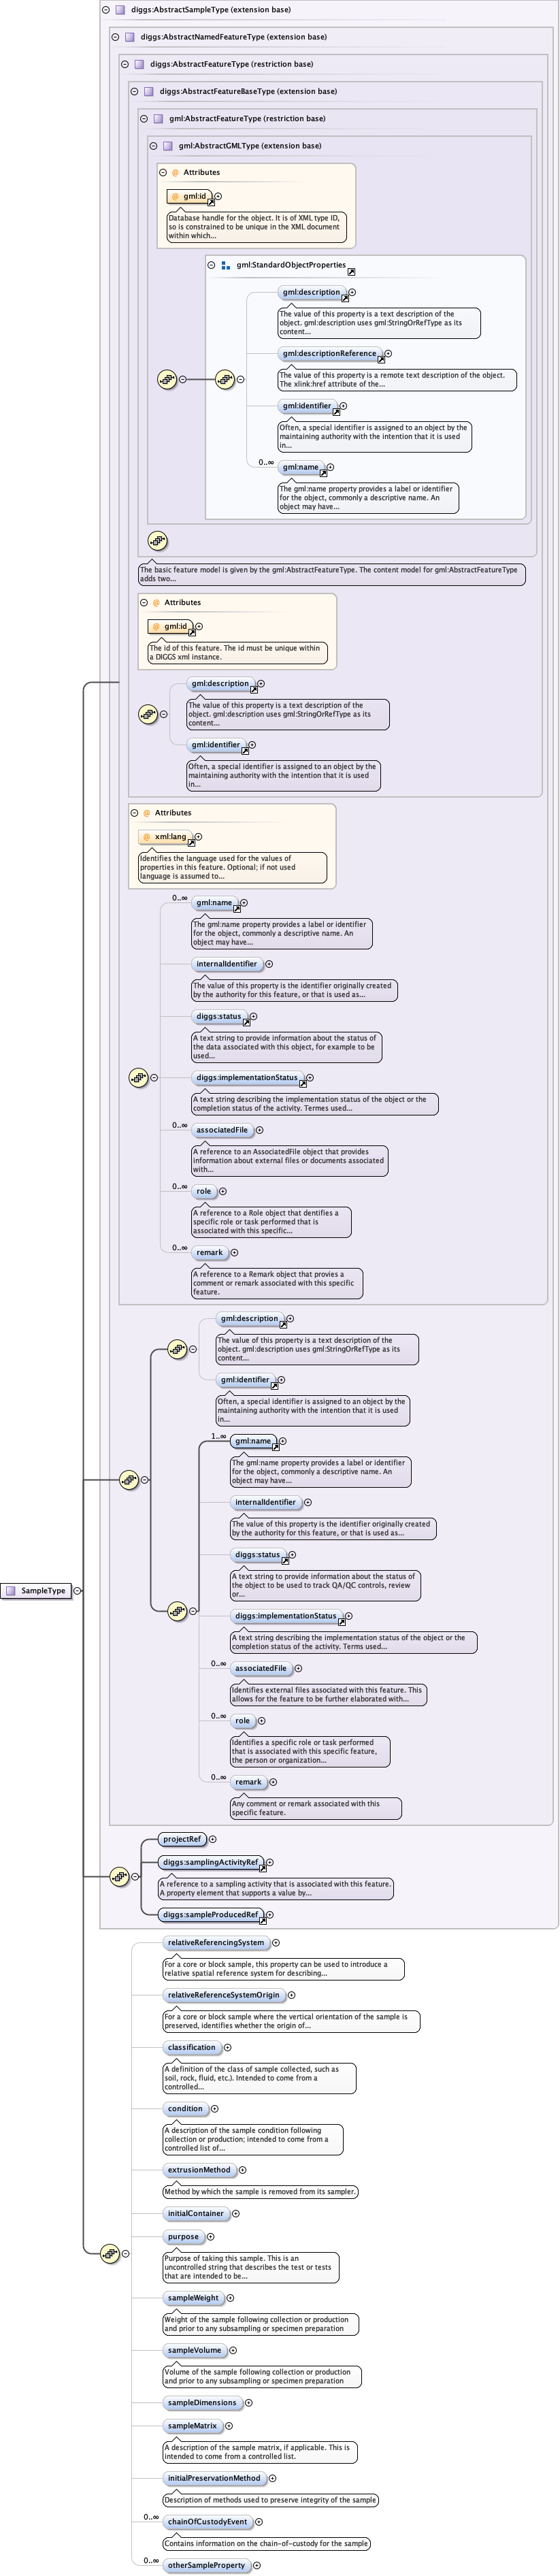 diggs:AbstractSampleType (extension base)
diggs:AbstractNamedFeatureType (extension base)
diggs:AbstractFeatureType (restriction base)
diggs:AbstractFeatureBaseType (extension base)
gml:AbstractFeatureType (restriction base)
gml:AbstractGMLType (extension base)
@ Attributes
@ gml:id
Database handle for the object. It is of XML type ID,
so is constrained to be unique in the XML document
within which...
gml:StandardObjectProperties
gml:description
The value of this property is a text description of the
object. gml:description uses gml:StringOrRefType as its
content...
gml:descriptionReference
The value of this property is a remote text description of the object.
The xlink:href attribute of the...
gml:identifier
Often, a special identifier is assigned to an object by the
maintaining authority with the intention that it is used
in...
0..∞
gml:name
The gml:name property provides a label or identifier
for the object, commonly a descriptive name. An
object may have...
The basic feature model is given by the gml:AbstractFeatureType. The content model for gml:AbstractFeatureType
adds two...
@ Attributes
@ gml:id
The id of this feature. The id must be unique within
a DIGGS xml instance.
gml:description
The value of this property is a text description of the
object. gml:description uses gml:StringOrRefType as its
content...
gml:identifier
Often, a special identifier is assigned to an object by the
maintaining authority with the intention that it is used
in...
@ Attributes
@ xml:lang
Identifies the language used for the values of
properties in this feature. Optional; if not used
language is assumed to...
0..∞
gml:name
The gml:name property provides a label or identifier
for the object, commonly a descriptive name. An
object may have...
internalIdentifier
The value of this property is the identifier originally created
by the authority for this feature, or that is used as...
diggs:status
A text string to provide information about the status of
the data associated with this object, for example to be
used...
diggs:implementationStatus
A text string describing the implementation status of the object or the
completion status of the activity. Termes used...
0..∞
associatedFile
A reference to an AssociatedFile object that provides
information about external files or documents associated
with...
0..∞
role
A reference to a Role object that dentifies a
specific role or task performed that is
associated with this specific...
0..∞
remark
A reference to a Remark object that provies a
comment or remark associated with this specific
feature.
gml:description
The value of this property is a text description of the
object. gml:description uses gml:StringOrRefType as its
content...
gml:identifier
Often, a special identifier is assigned to an object by the
maintaining authority with the intention that it is used
in...
1..∞
gml:name
The gml:name property provides a label or identifier
for the object, commonly a descriptive name. An
object may have...
internalIdentifier
The value of this property is the identifier originally created
by the authority for this feature, or that is used as...
diggs:status
A text string to provide information about the status of
the object to be used to track QA/QC controls, review
or...
SampleType
diggs:implementationStatus
A text string describing the implementation status of the object or the
completion status of the activity. Terms used...
0..∞
associatedFile
Identifies external files associated with this feature. This
allows for the feature to be further elaborated with...
0..∞
role
Identifies a specific role or task performed
that is associated with this specific feature,
the person or organization...
0..∞
remark
Any comment or remark associated with this
specific feature.
projectRef
diggs:samplingActivityRef
A reference to a sampling activity that is associated with this feature.
A property element that supports a value by...
diggs:sampleProducedRef
relativeReferencingSystem
For a core or block sample, this property can be used to introduce a
relative spatial reference system for describing...
relativeReferenceSystemOrigin
For a core or block sample where the vertical orientation of the sample is
preserved, identifies whether the origin of...
classification
A definition of the class of sample collected, such as
soil, rock, fluid, etc.). Intended to come from a
controlled...
condition
A description of the sample condition following
collection or production; intended to come from a
controlled list of...
extrusionMethod
Method by which the sample is removed from its sampler.
initialContainer
purpose
Purpose of taking this sample. This is an
uncontrolled string that describes the test or tests
that are intended to be...
sampleWeight
Weight of the sample following collection or production
and prior to any subsampling or specimen preparation
sampleVolume
Volume of the sample following collection or production
and prior to any subsampling or specimen preparation
sampleDimensions
sampleMatrix
A description of the sample matrix, if applicable. This is
intended to come from a controlled list.
initialPreservationMethod
Description of methods used to preserve integrity of the sample
0..∞
chainOfCustodyEvent
Contains information on the chain-of-custody for the sample
0..∞
otherSampleProperty